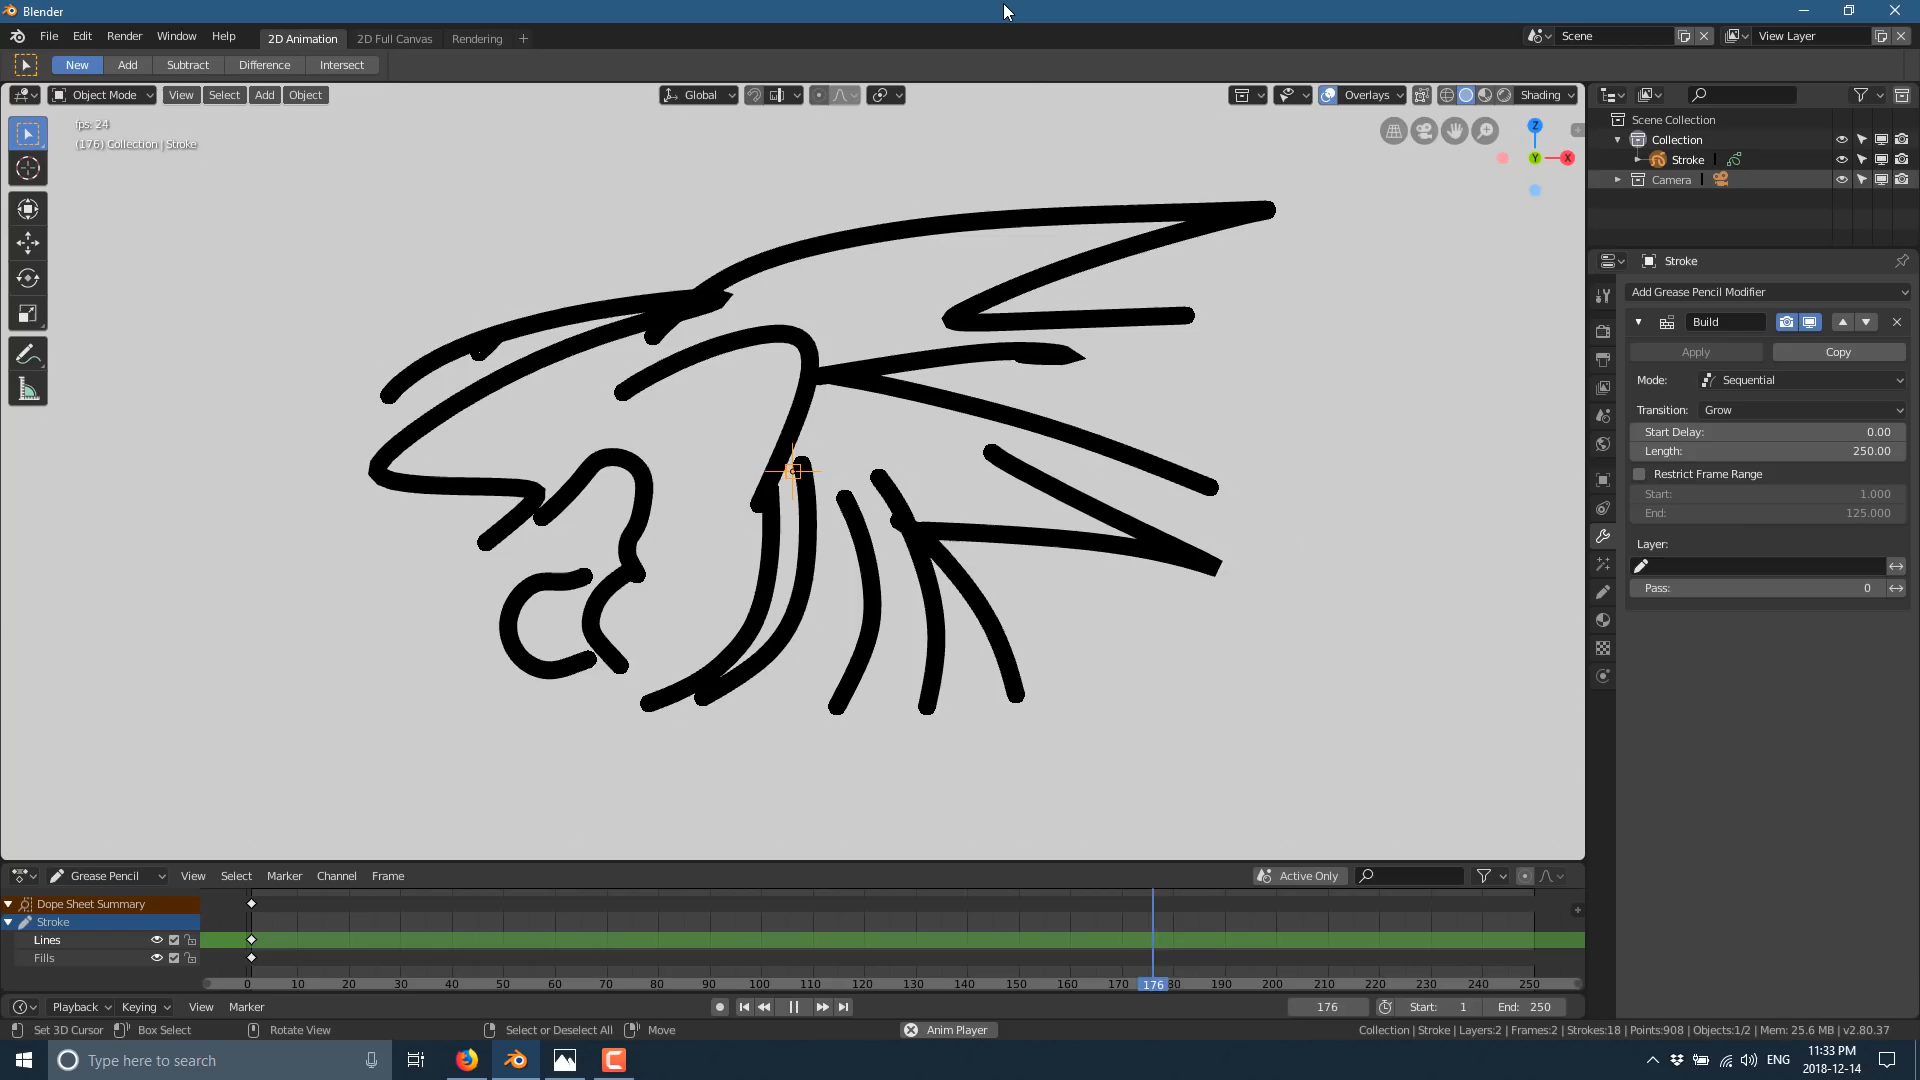 Blender
File Edit Render Window Help 2D Animation 2D Full Canvas Rendering + Scene View Layer
New Add Subtract Difference Intersect
Object Mode View Select Add Object Global Overlays Shading
fps: 24
(176) Collection | Stroke
Z
Y X
Scene Collection
Collection
Stroke
Camera
Stroke
Add Grease Pencil Modifier
Build
Apply Copy
Mode: Sequential
Transition: Grow
Start Delay: 0.00
Length: 250.00
Restrict Frame Range
Start: 1.000
End: 125.000
Layer:
Pass: 0
Grease Pencil View Select Marker Channel Frame Active Only
Dope Sheet Summary
Stroke
Lines
Fills
0 10 20 30 40 50 60 70 80 90 100 110 120 130 140 150 160 170 176 80 190 200 210 220 230 240 250
Playback Keying View Marker 176 Start: 1 End: 250
Set 3D Cursor Box Select Rotate View Select or Deselect All Move Anim Player Collection | Stroke | Layers:2 | Frames:2 | Strokes:18 | Points:908 | Objects:1/2 | Mem: 25.6 MB | v2.80.37
Type here to search ENG 11:33 PM
2018-12-14